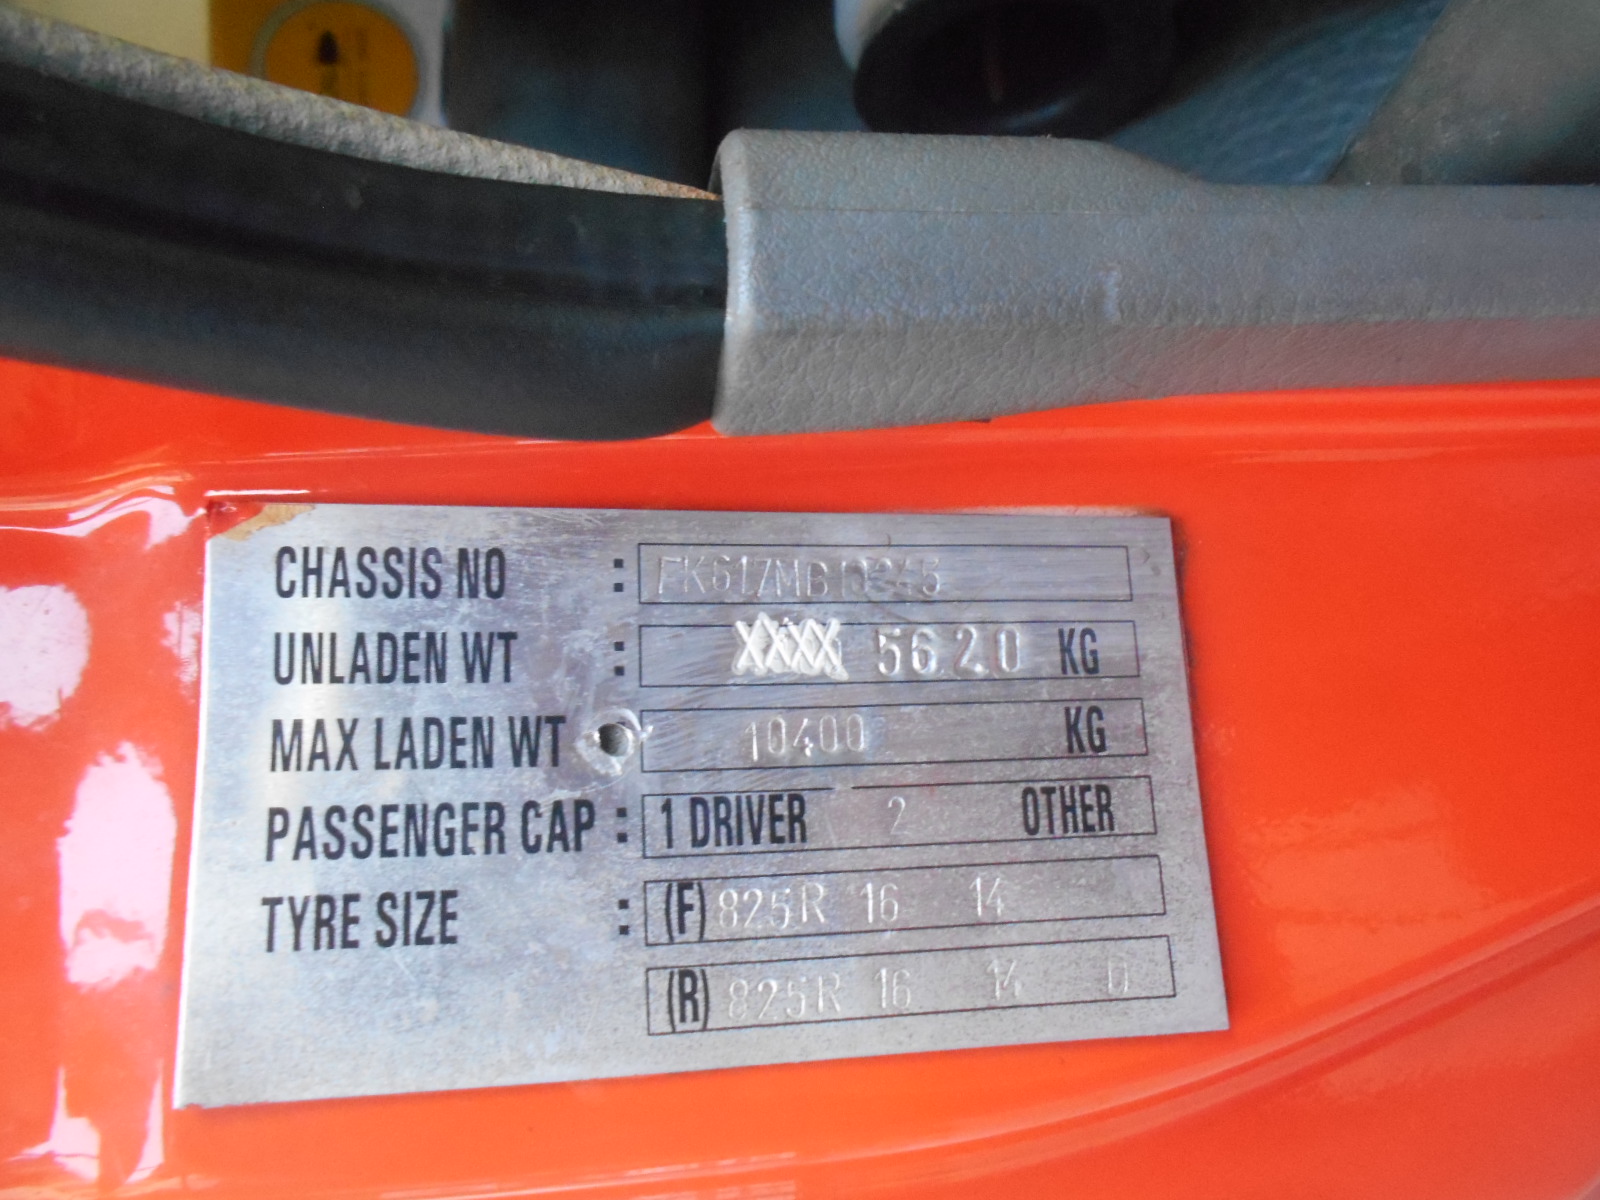 CHASSIS NO : FK617MB10345
UNLADEN WT : XXXX 5620 KG
MAX LADEN WT 10400 KG
PASSENGER CAP : 1 DRIVER 2 OTHER
TYRE SIZE : (F) 825R 16 14
(R) 825R 16 14 D